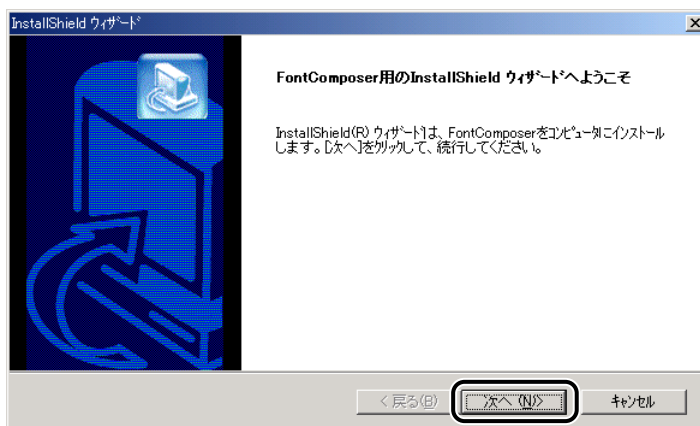 InstallShield ウィザード
FontComposer用のInstallShield ウィザードへようこそ
InstallShield(R) ウィザードは、FontComposerをコンピュータにインストール
します。[次へ]をクリックして、続行してください。
< 戻る(B)
次へ (N)>
キャンセル